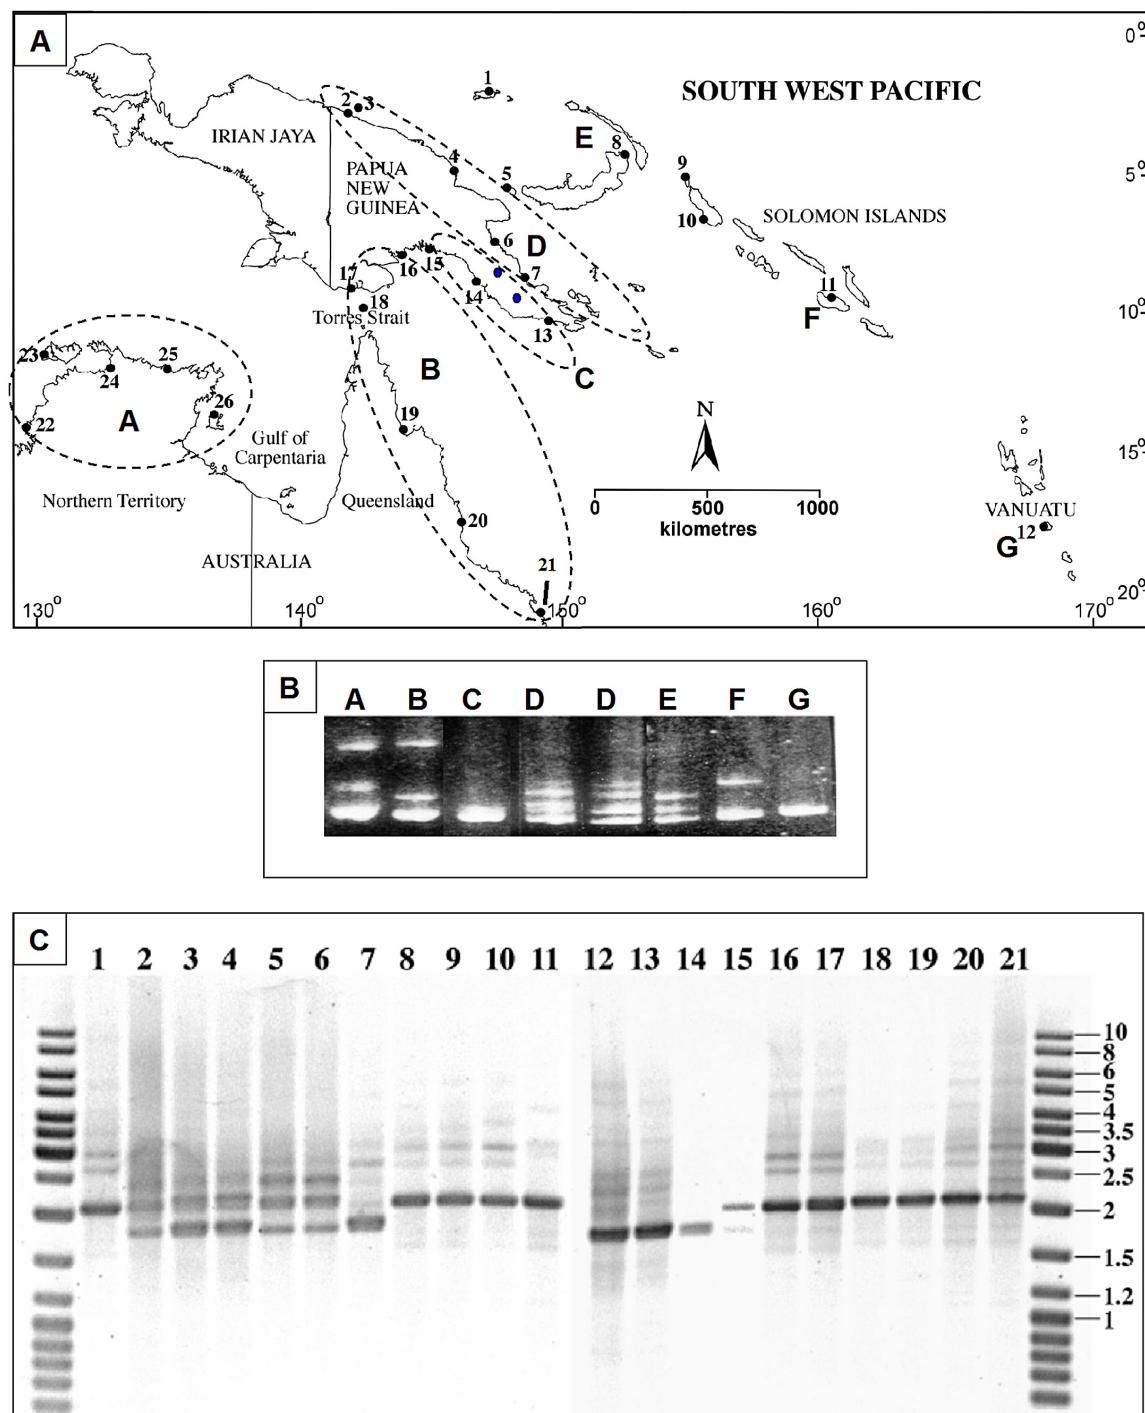 A
SOUTH WEST PACIFIC
0°
1
2 3
IRIAN JAYA
E
8
4
PAPUA
NEW
GUINEA
5
9
5°
10
SOLOMON ISLANDS
6
D
15
16
7
17
14
11
18
Torres Strait
13
F
10°
23
25
24
B
C
26
A
22
19
N
Gulf of
Carpentaria
15°
Northern Territory
Queensland
0 500 1000
kilometres
VANUATU
20
G 12
AUSTRALIA
21
20°
130° 140° 150° 160° 170°
B
A B C D D E F G
C
1 2 3 4 5 6 7 8 9 10 11 12 13 14 15 16 17 18 19 20 21
10
8
6
5
4
3.5
3
2.5
2
1.5
1.2
1